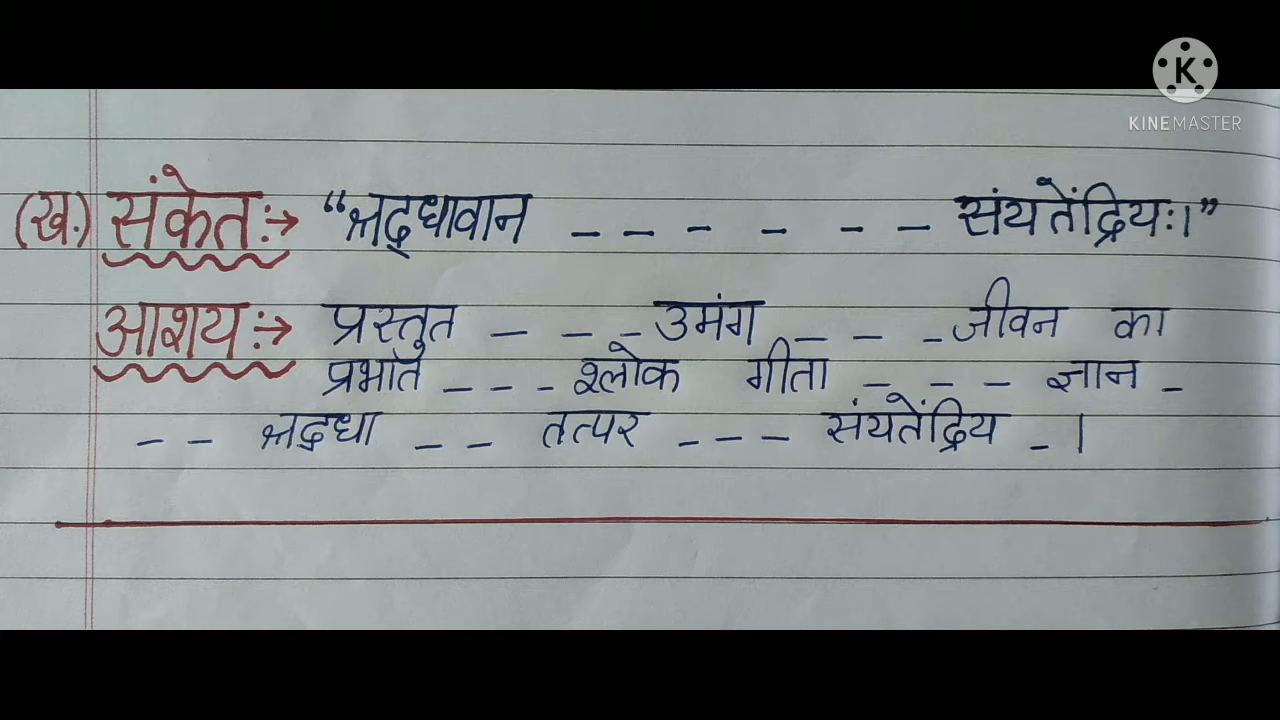 KINEMASTER
(ख.) संकेत:→ “श्रद्धावान - - - - - - - संयतेंद्रियः।”
आशय:→ प्रस्तुत - - - उमंग - - - जीवन का
प्रभात - - - श्लोक गीता - - - ज्ञान -
- - श्रद्धा - - तत्पर - - - संयतेंद्रिय - ।